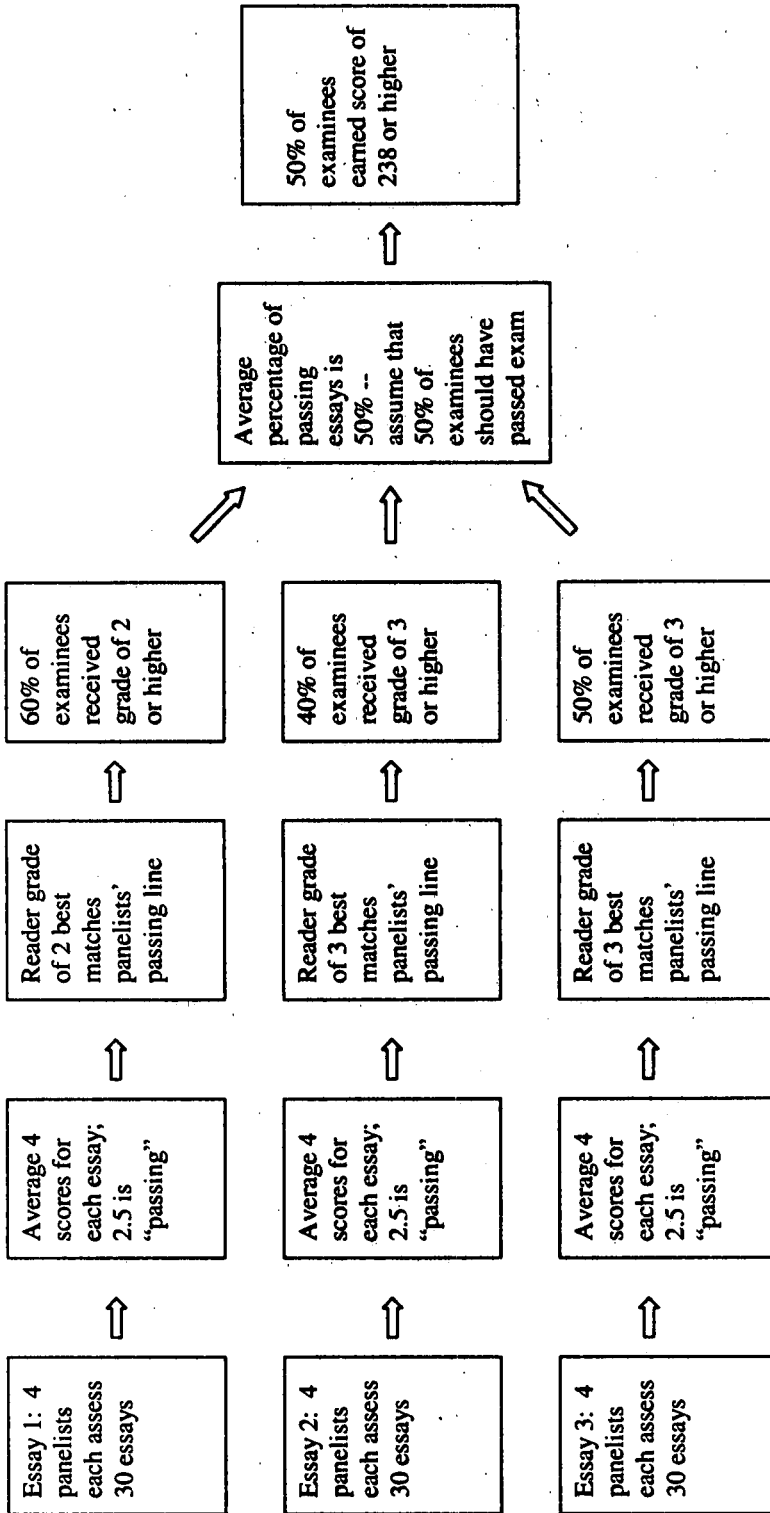 Essay 1: 4
panelists
each assess
30 essays
Average 4
scores for
each essay;
2.5 is
“passing”
Reader grade
of 2 best
matches
panelists’
passing line
60% of
examinees
received
grade of 2
or higher
Essay 2: 4
panelists
each assess
30 essays
Average 4
scores for
each essay;
2.5 is
“passing”
Reader grade
of 3 best
matches
panelists’
passing line
40% of
examinees
received
grade of 3
or higher
Essay 3: 4
panelists
each assess
30 essays
Average 4
scores for
each essay;
2.5 is
“passing”
Reader grade
of 3 best
matches
panelists’
passing line
50% of
examinees
received
grade of 3
or higher
Average
percentage of
passing
essays is
50% --
assume that
50% of
examinees
should have
passed exam
50% of
examinees
earned score of
238 or higher